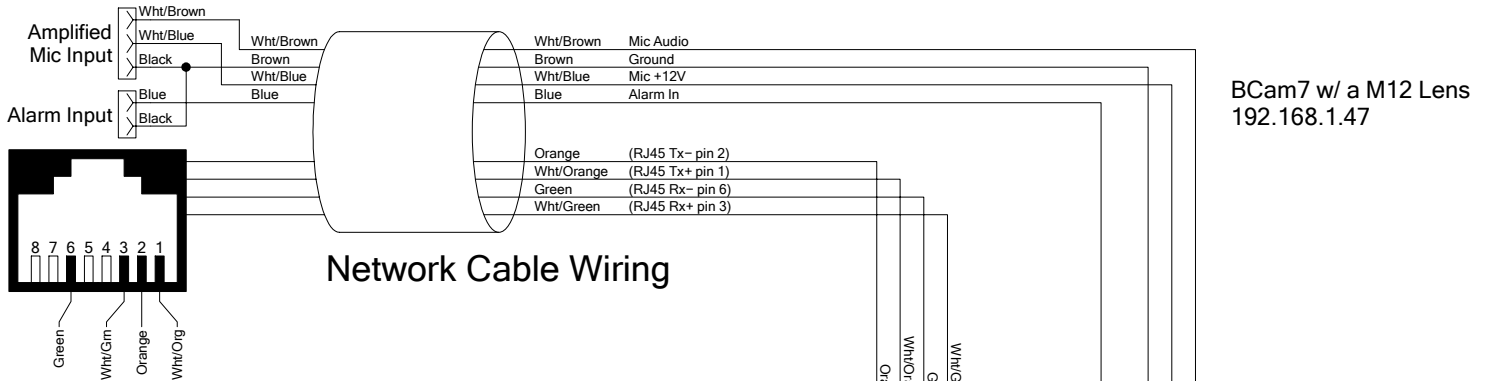 Amplified
Mic Input
Wht/Brown
Wht/Blue
Black
Alarm Input
Blue
Black
Wht/Brown
Brown
Wht/Blue
Blue
Wht/Brown Mic Audio
Brown Ground
Wht/Blue Mic +12V
Blue Alarm In
BCam7 w/ a M12 Lens
192.168.1.47
Orange (RJ45 Tx− pin 2)
Wht/Orange (RJ45 Tx+ pin 1)
Green (RJ45 Rx− pin 6)
Wht/Green (RJ45 Rx+ pin 3)
8 7 6 5 4 3 2 1
Network Cable Wiring
Green
Wht/Grn
Orange
Wht/Org
Ora
Wht/Or
G
Wht/G